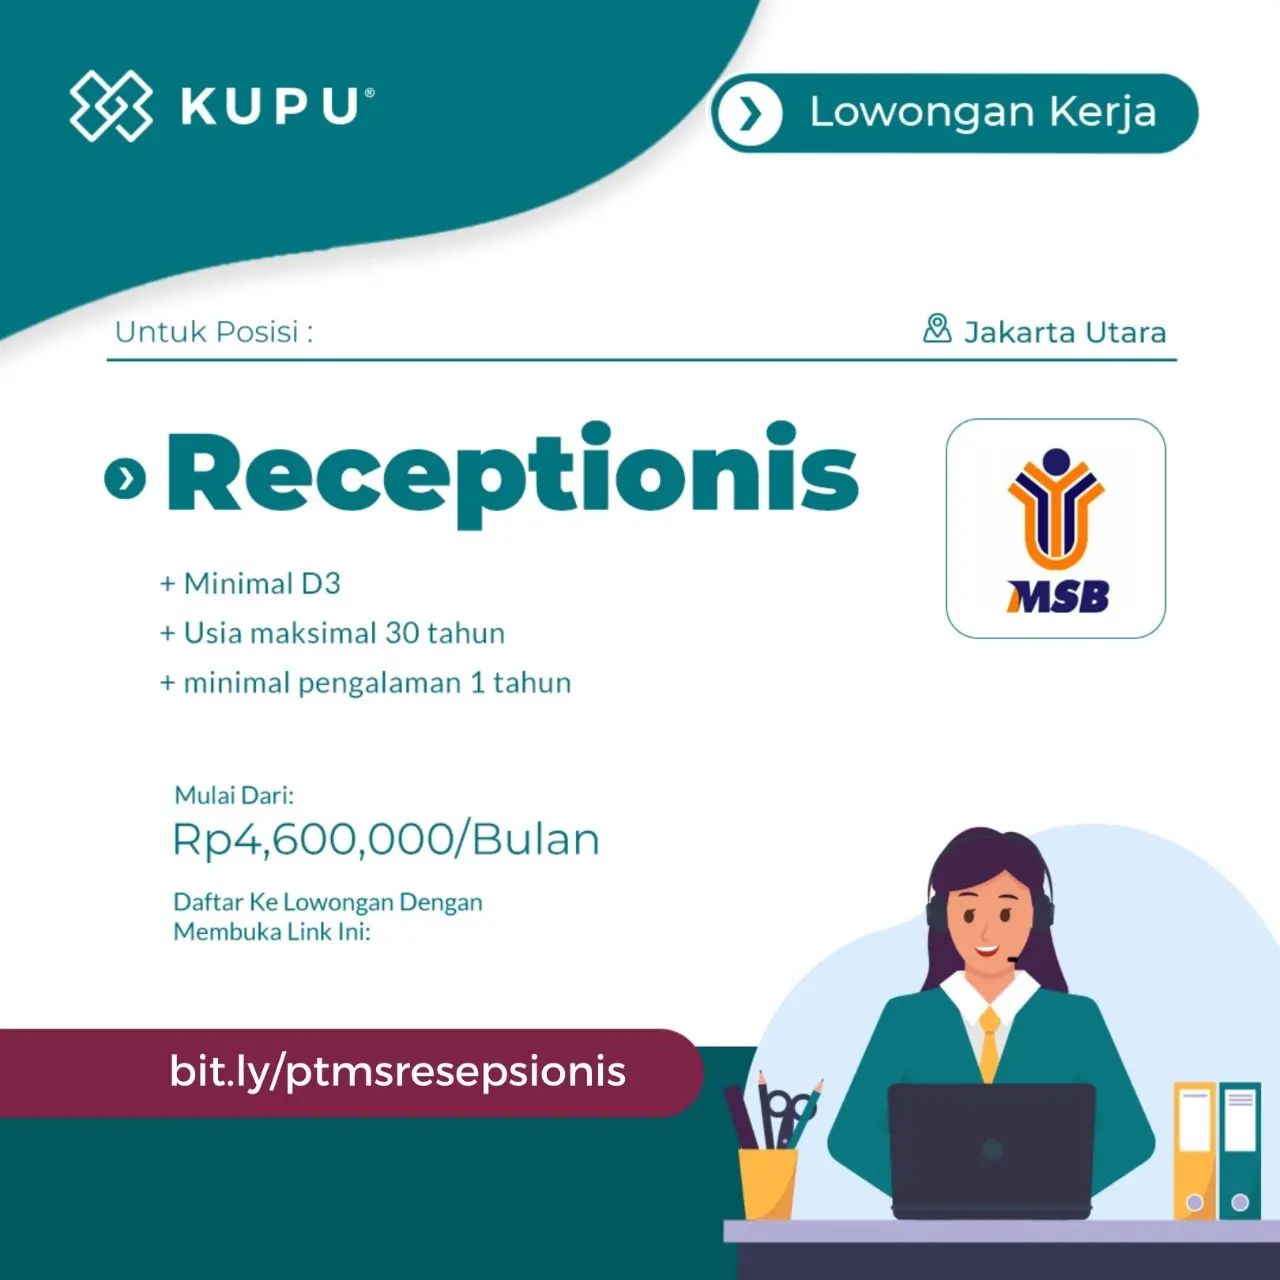 KUPU®
Lowongan Kerja
Untuk Posisi :
Jakarta Utara
Receptionis
MSB
+ Minimal D3
+ Usia maksimal 30 tahun
+ minimal pengalaman 1 tahun
Mulai Dari:
Rp4,600,000/Bulan
Daftar Ke Lowongan Dengan
Membuka Link Ini:
bit.ly/ptmsresepsionis